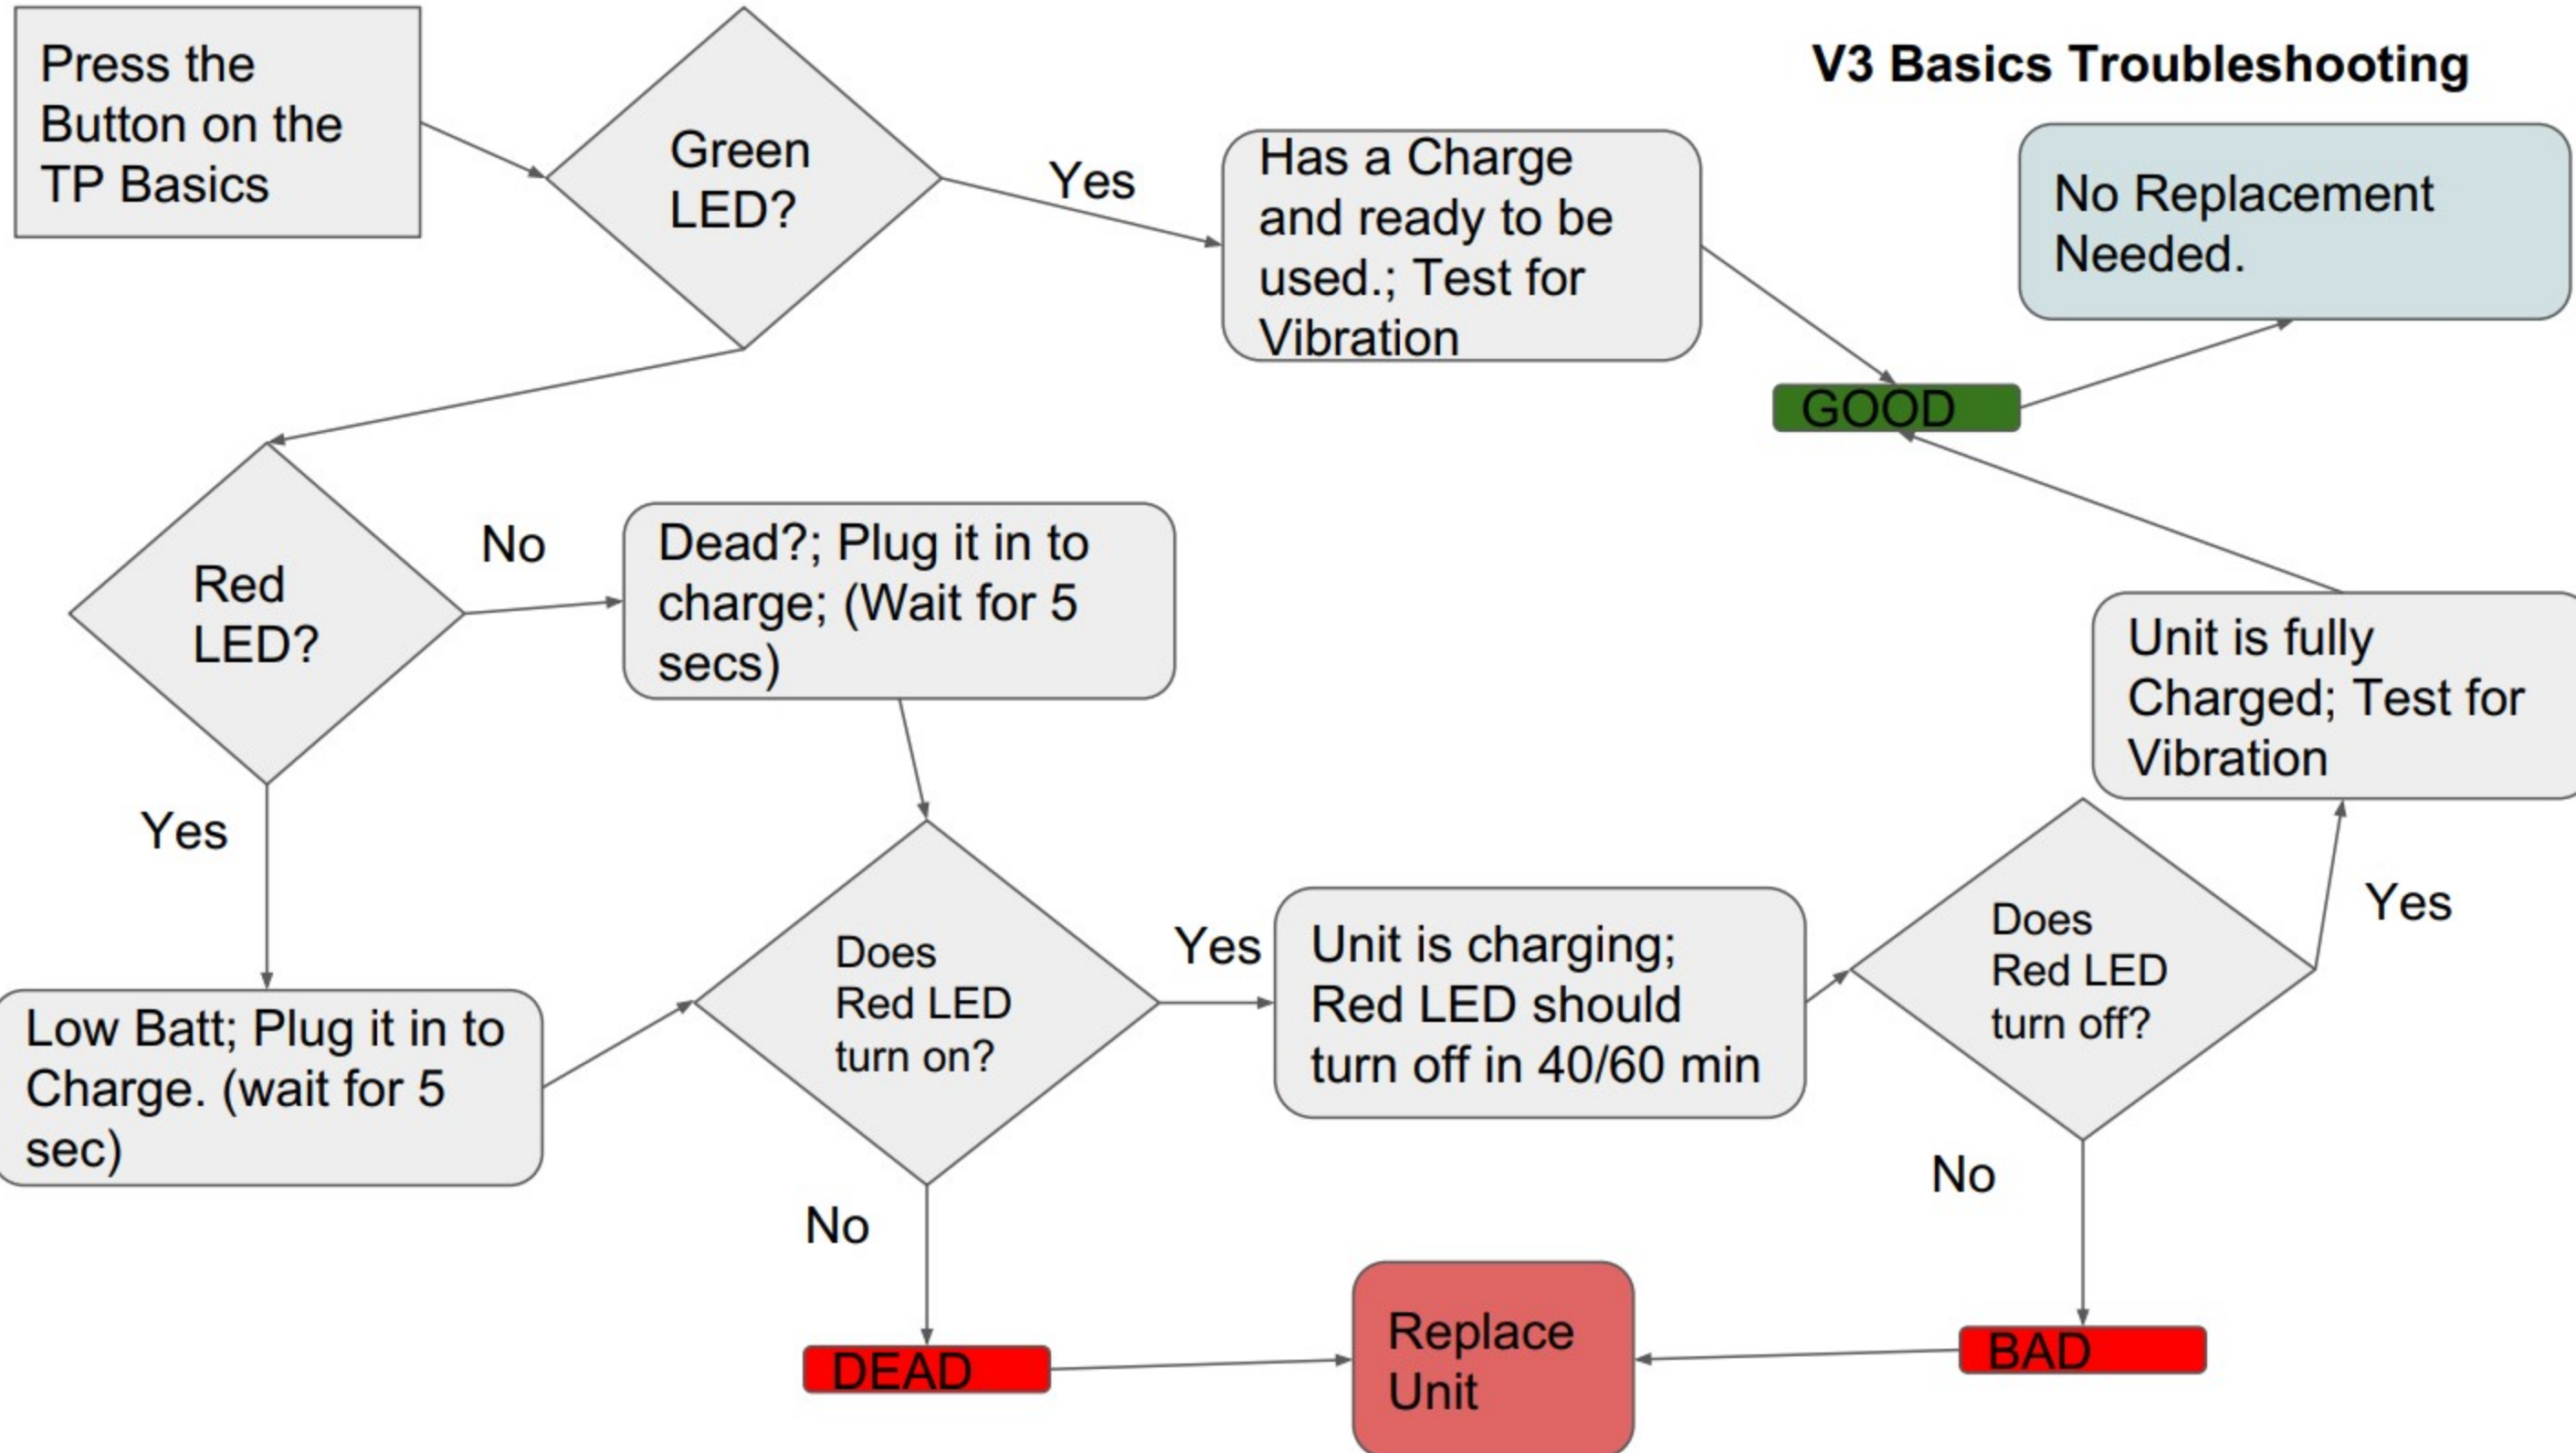 V3 Basics Troubleshooting
Press the
Button on the
TP Basics
Green
LED?
Yes
Has a Charge
and ready to be
used.; Test for
Vibration
No Replacement
Needed.
GOOD
Red
LED?
No
Dead?; Plug it in to
charge; (Wait for 5
secs)
Unit is fully
Charged; Test for
Vibration
Yes
Low Batt; Plug it in to
Charge. (wait for 5
sec)
Does
Red LED
turn on?
Yes
Unit is charging;
Red LED should
turn off in 40/60 min
Does
Red LED
turn off?
Yes
No
No
DEAD
Replace
Unit
BAD